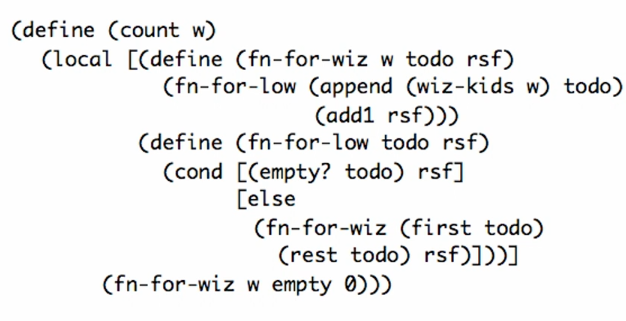 (define (count w)
(local [(define (fn-for-wiz w todo rsf)
(fn-for-low (append (wiz-kids w) todo)
(add1 rsf)))
(define (fn-for-low todo rsf)
(cond [(empty? todo) rsf]
[else
(fn-for-wiz (first todo)
(rest todo) rsf)]))]
(fn-for-wiz w empty 0)))